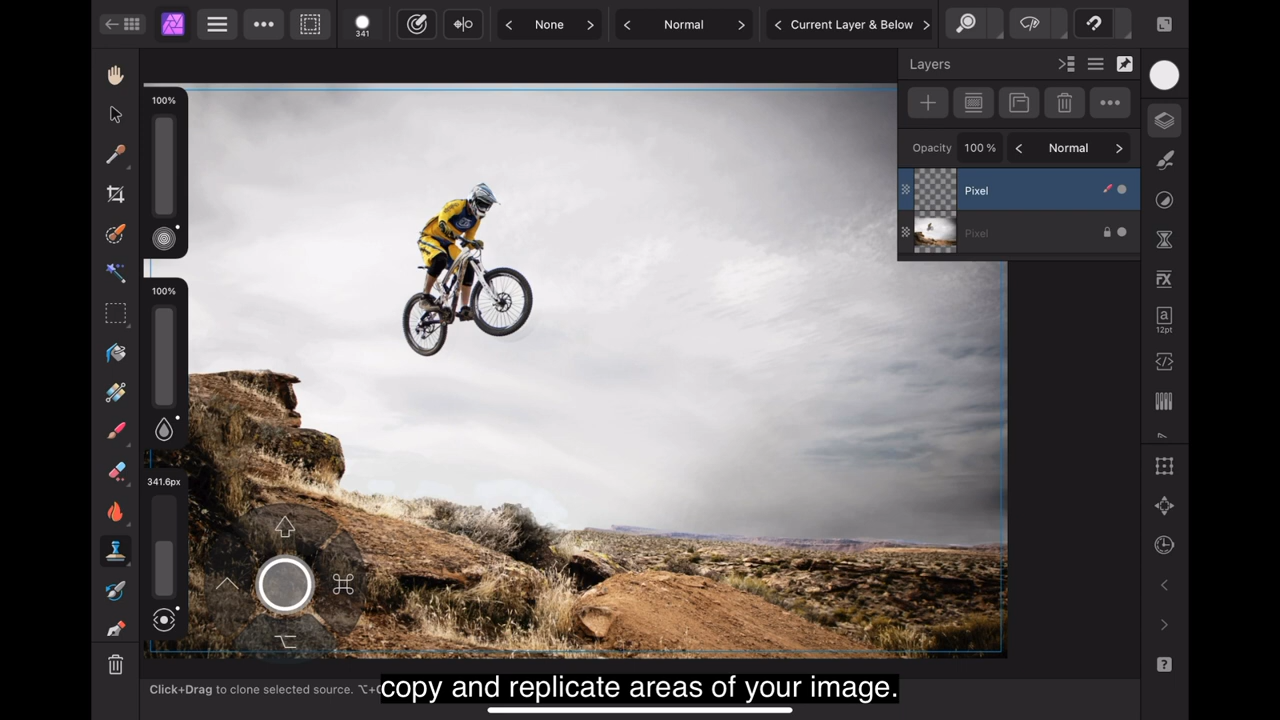 341
None
Normal
Current Layer & Below
Layers
100%
Opacity 100 % Normal
Pixel
Pixel
12pt
100%
341.6px
Click+Drag to clone selected source.
copy and replicate areas of your image.